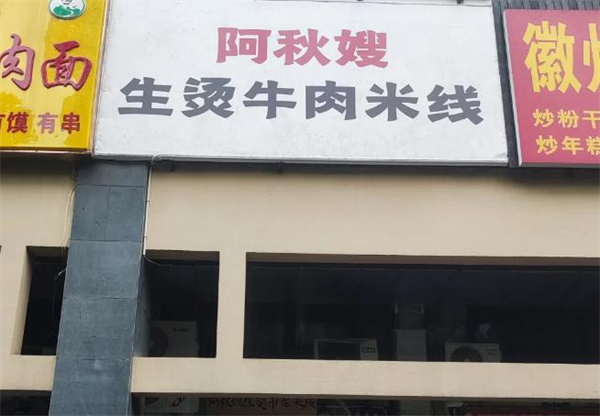 肉面
馍 有串
阿秋嫂
生烫牛肉米线
徽
炒粉干
炒年糕